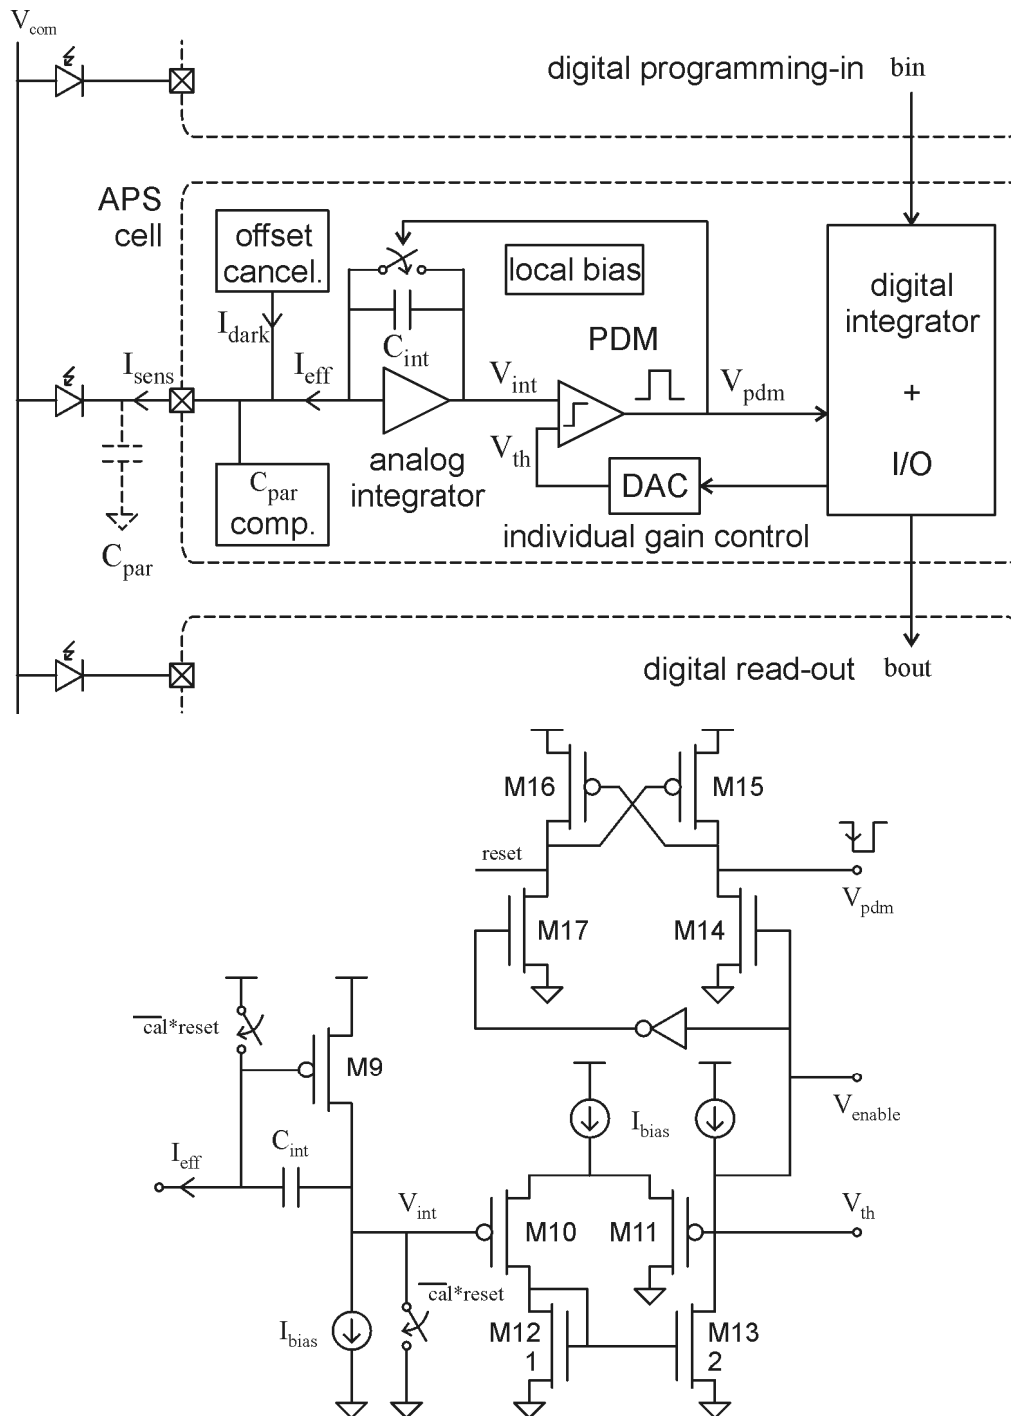 V_com
digital programming-in bin
APS
cell
offset
cancel.
local bias
digital
integrator
+
I/O
I_dark
C_int
PDM
I_sens
I_eff
V_int
V_pdm
V_th
analog
integrator
DAC
C_par
comp.
individual gain control
C_par
digital read-out bout
M16
M15
reset
V_pdm
M17
M14
cal*reset
M9
V_enable
I_bias
I_eff
C_int
V_int
M10
M11
V_th
cal*reset
I_bias
M12
1
M13
2